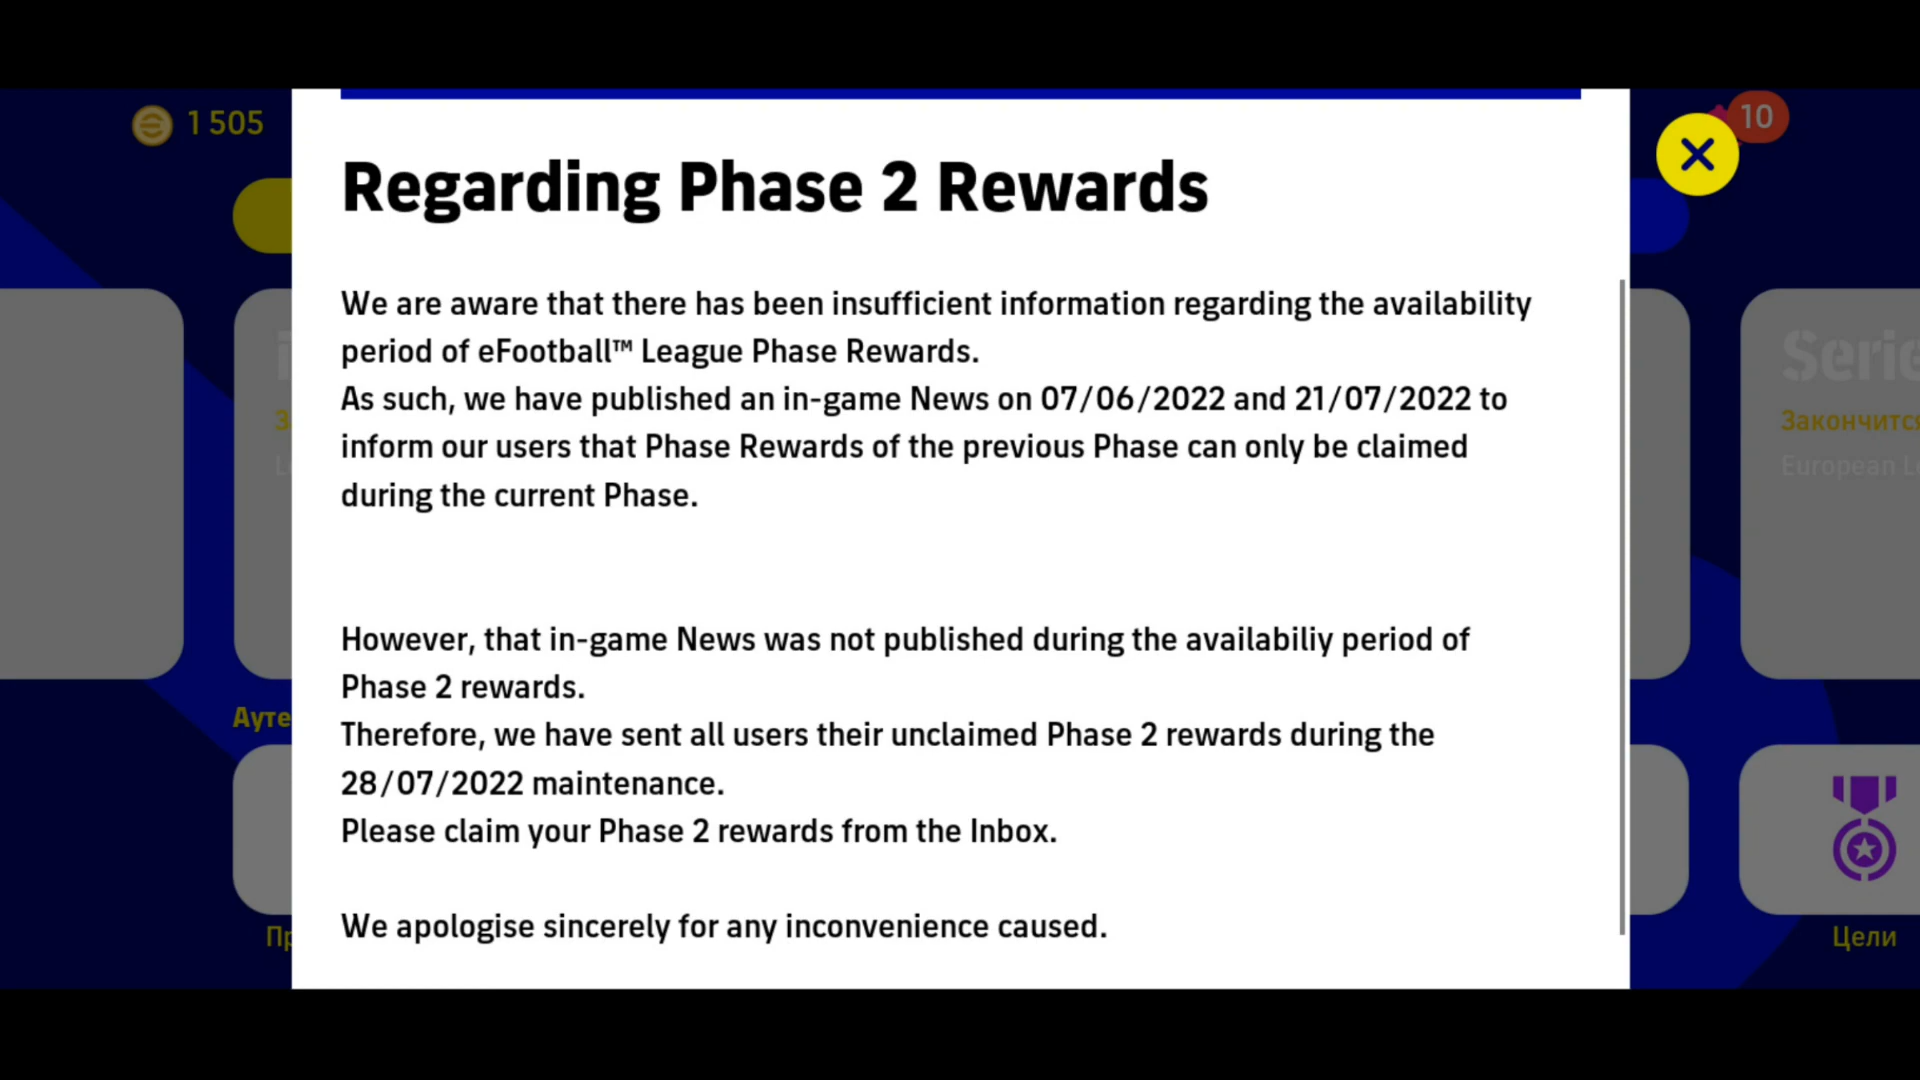 1 505
10
Regarding Phase 2 Rewards
We are aware that there has been insufficient information regarding the availability
period of eFootball™ League Phase Rewards.
As such, we have published an in-game News on 07/06/2022 and 21/07/2022 to
inform our users that Phase Rewards of the previous Phase can only be claimed
during the current Phase.
However, that in-game News was not published during the availabiliy period of
Phase 2 rewards.
Therefore, we have sent all users their unclaimed Phase 2 rewards during the
28/07/2022 maintenance.
Please claim your Phase 2 rewards from the Inbox.
We apologise sincerely for any inconvenience caused.
Serie
Закончится
European L
Ауте
Пр
Цели